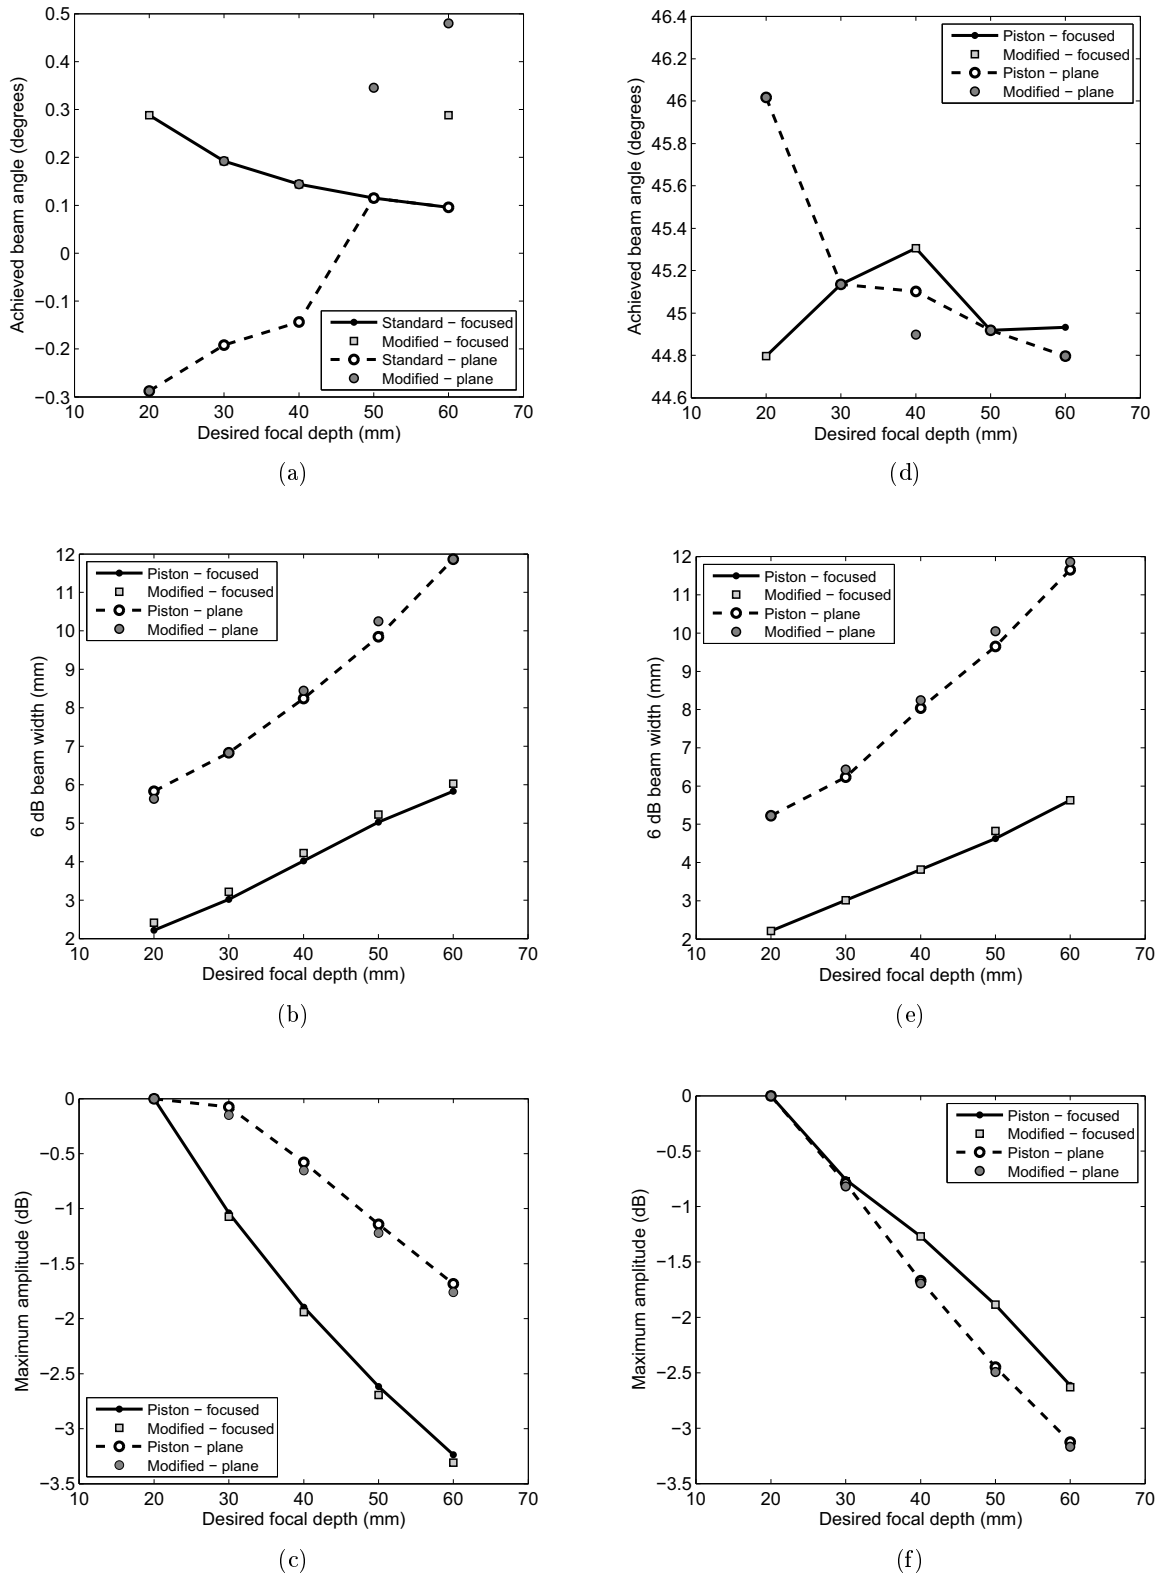 0.5
0.4
0.3
0.2
0.1
0
−0.1
−0.2
−0.3
10 20 30 40 50 60 70
Achieved beam angle (degrees)
Desired focal depth (mm)
Standard − focused
Modified − focused
Standard − plane
Modified − plane
(a)
46.4
46.2
46
45.8
45.6
45.4
45.2
45
44.8
44.6
10 20 30 40 50 60 70
Achieved beam angle (degrees)
Desired focal depth (mm)
Piston − focused
Modified − focused
Piston − plane
Modified − plane
(d)
12
11
10
9
8
7
6
5
4
3
2
10 20 30 40 50 60 70
6 dB beam width (mm)
Desired focal depth (mm)
Piston − focused
Modified − focused
Piston − plane
Modified − plane
(b)
12
11
10
9
8
7
6
5
4
3
2
10 20 30 40 50 60 70
6 dB beam width (mm)
Desired focal depth (mm)
Piston − focused
Modified − focused
Piston − plane
Modified − plane
(e)
0
−0.5
−1
−1.5
−2
−2.5
−3
−3.5
10 20 30 40 50 60 70
Maximum amplitude (dB)
Desired focal depth (mm)
Piston − focused
Modified − focused
Piston − plane
Modified − plane
(c)
0
−0.5
−1
−1.5
−2
−2.5
−3
−3.5
10 20 30 40 50 60 70
Maximum amplitude (dB)
Desired focal depth (mm)
Piston − focused
Modified − focused
Piston − plane
Modified − plane
(f)